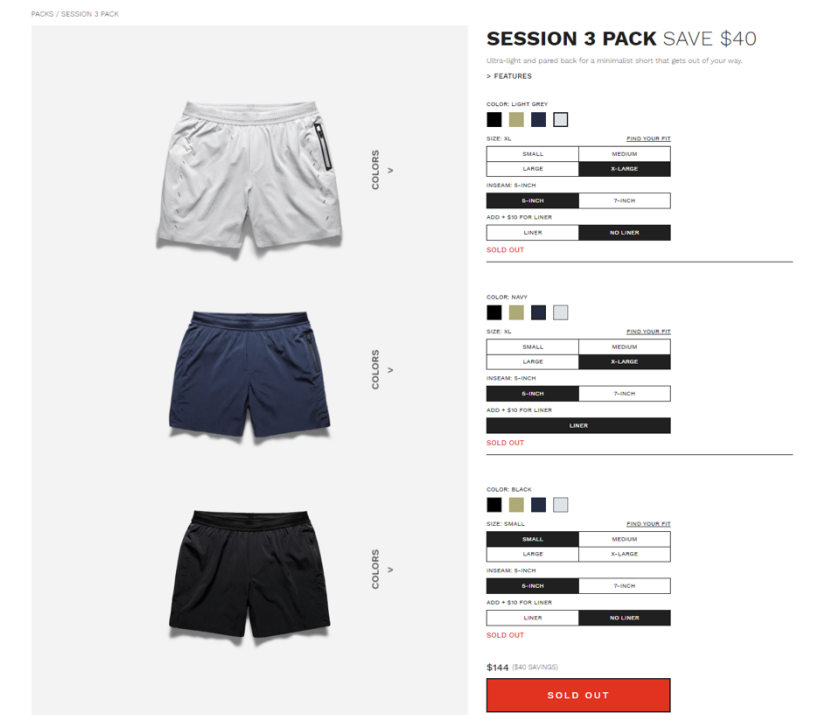 PACKS / SESSION 3 PACK
SESSION 3 PACK SAVE $40
Ultra-light and pared back for a minimalist short that gets out of your way.
> FEATURES
COLORS >
COLOR: LIGHT GREY
SIZE: XL FIND YOUR FIT
SMALL MEDIUM
LARGE X-LARGE
INSEAM: 5-INCH
5-INCH 7-INCH
ADD + $10 FOR LINER
LINER NO LINER
SOLD OUT
COLORS >
COLOR: NAVY
SIZE: XL FIND YOUR FIT
SMALL MEDIUM
LARGE X-LARGE
INSEAM: 5-INCH
5-INCH 7-INCH
ADD + $10 FOR LINER
LINER
SOLD OUT
COLORS >
COLOR: BLACK
SIZE: SMALL FIND YOUR FIT
SMALL MEDIUM
LARGE X-LARGE
INSEAM: 5-INCH
5-INCH 7-INCH
ADD + $10 FOR LINER
LINER NO LINER
SOLD OUT
$144 ($40 SAVINGS)
SOLD OUT